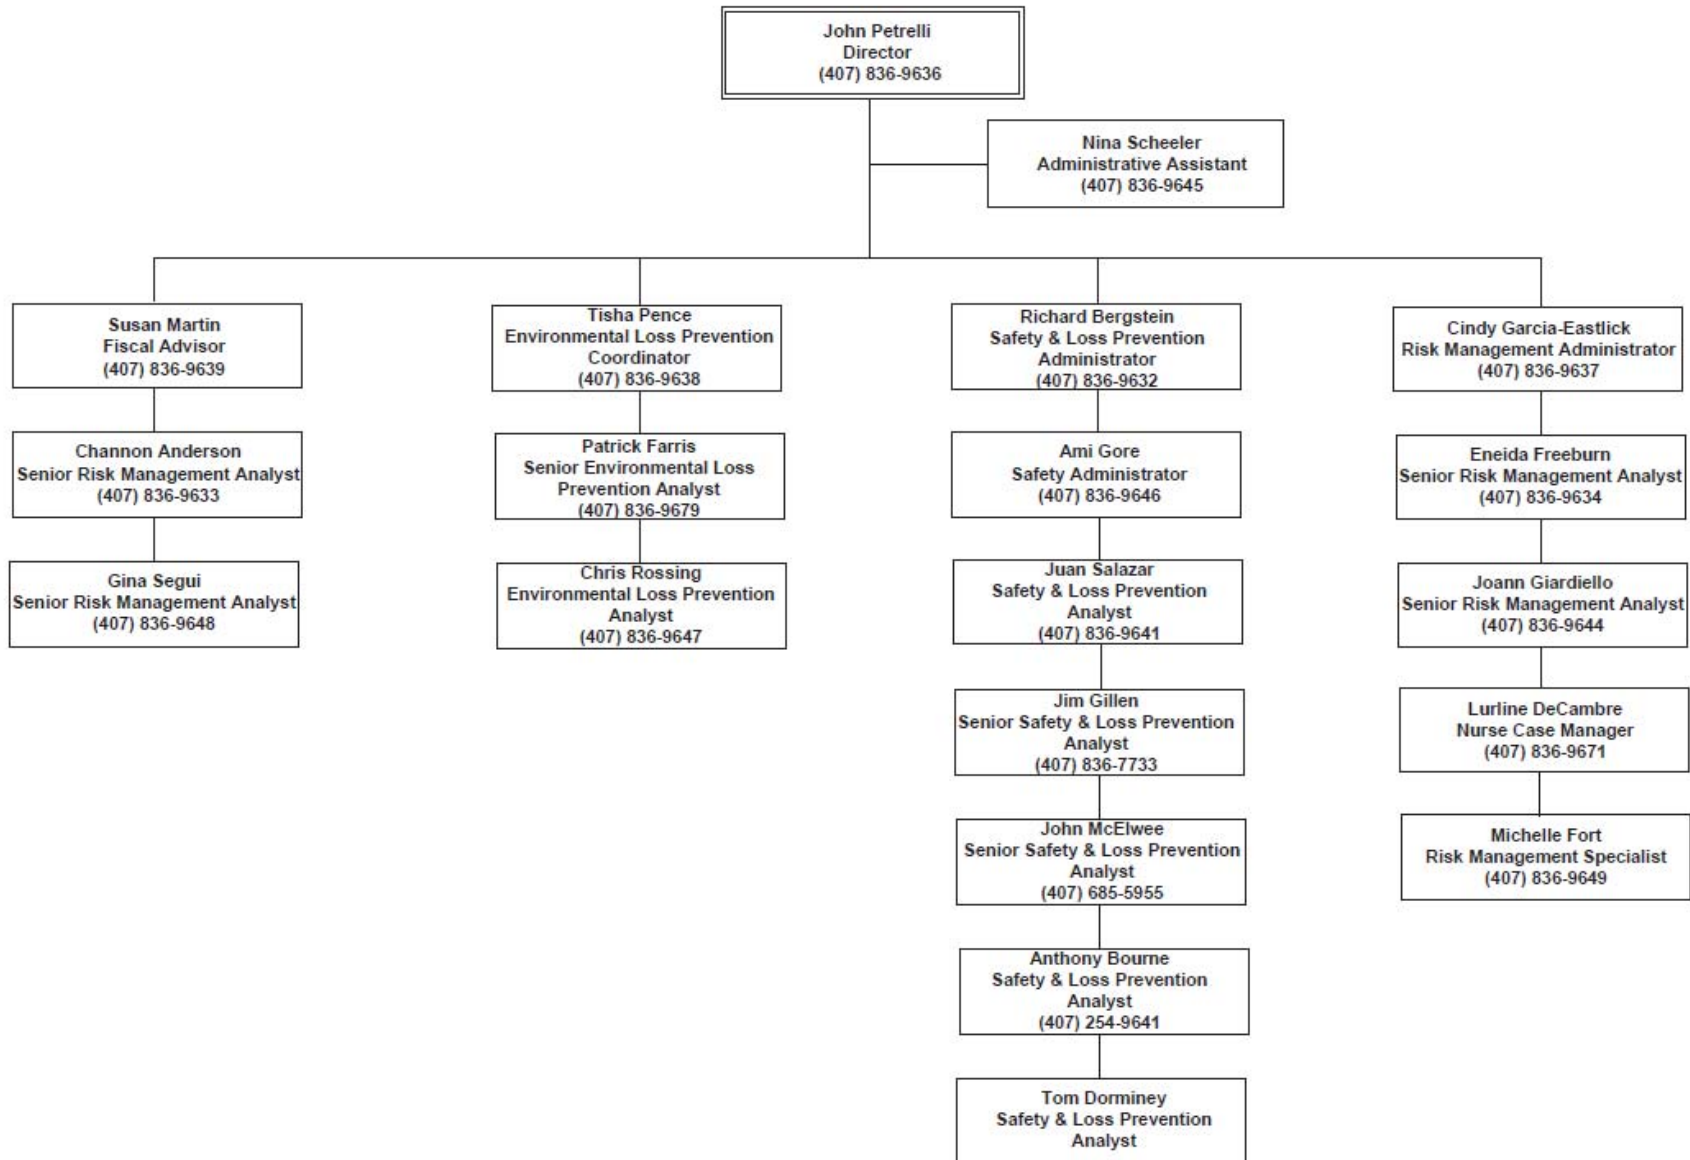 John Petrelli
Director
(407) 836-9636
Nina Scheeler
Administrative Assistant
(407) 836-9645
Susan Martin
Fiscal Advisor
(407) 836-9639
Channon Anderson
Senior Risk Management Analyst
(407) 836-9633
Gina Segui
Senior Risk Management Analyst
(407) 836-9648
Tisha Pence
Environmental Loss Prevention
Coordinator
(407) 836-9638
Patrick Farris
Senior Environmental Loss
Prevention Analyst
(407) 836-9679
Chris Rossing
Environmental Loss Prevention
Analyst
(407) 836-9647
Richard Bergstein
Safety & Loss Prevention
Administrator
(407) 836-9632
Ami Gore
Safety Administrator
(407) 836-9646
Juan Salazar
Safety & Loss Prevention
Analyst
(407) 836-9641
Jim Gillen
Senior Safety & Loss Prevention
Analyst
(407) 836-7733
John McElwee
Senior Safety & Loss Prevention
Analyst
(407) 685-5955
Anthony Bourne
Safety & Loss Prevention
Analyst
(407) 254-9641
Tom Dorminey
Safety & Loss Prevention
Analyst
Cindy Garcia-Eastlick
Risk Management Administrator
(407) 836-9637
Eneida Freeburn
Senior Risk Management Analyst
(407) 836-9634
Joann Giardiello
Senior Risk Management Analyst
(407) 836-9644
Lurline DeCambre
Nurse Case Manager
(407) 836-9671
Michelle Fort
Risk Management Specialist
(407) 836-9649